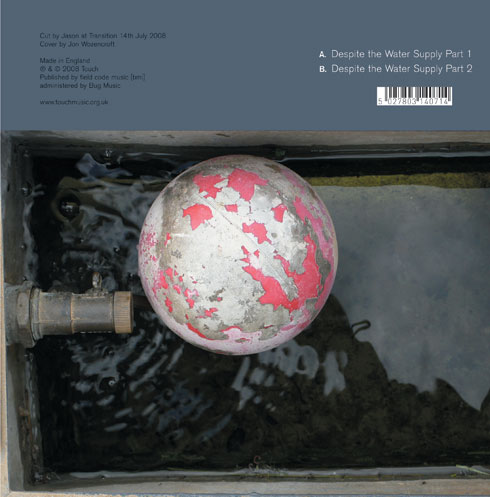 Cut by Jason at Transition 14th July 2008
Cover by Jon Wozencroft
Made in England
℗ & © 2008 Touch
Published by field code music [bmi]
administered by Bug Music
www.touchmusic.org.uk
A. Despite the Water Supply Part 1
B. Despite the Water Supply Part 2
5 027803 140714